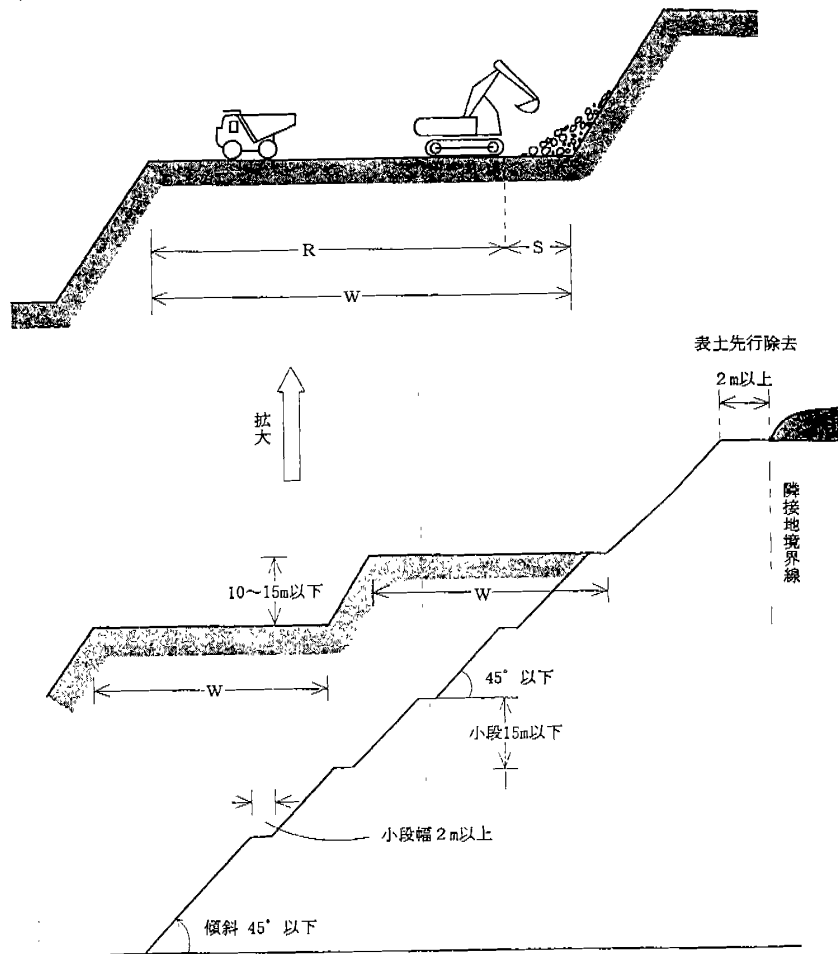 R
S
W
表土先行除去
2m以上
拡大
隣接地境界線
10～15m以下
W
W
45°以下
小段15m以下
小段幅2m以上
傾斜 45°以下